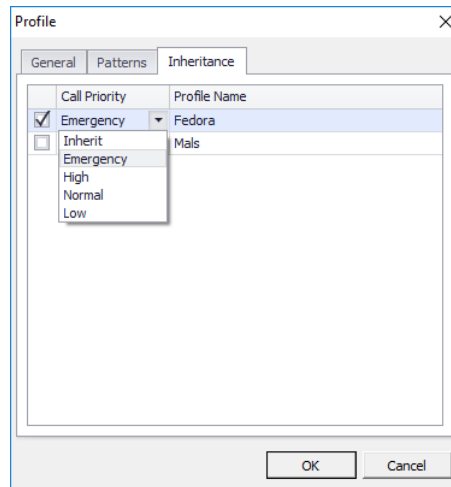 Profile
General Patterns Inheritance
Call Priority Profile Name
Emergency Fedora
Inherit Mals
Emergency
High
Normal
Low
OK Cancel